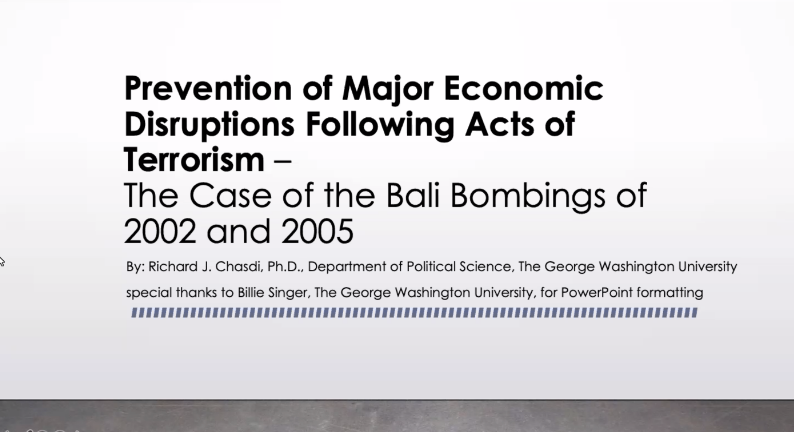 Prevention of Major Economic
Disruptions Following Acts of
Terrorism –
The Case of the Bali Bombings of
2002 and 2005
By: Richard J. Chasdi, Ph.D., Department of Political Science, The George Washington University
special thanks to Billie Singer, The George Washington University, for PowerPoint formatting